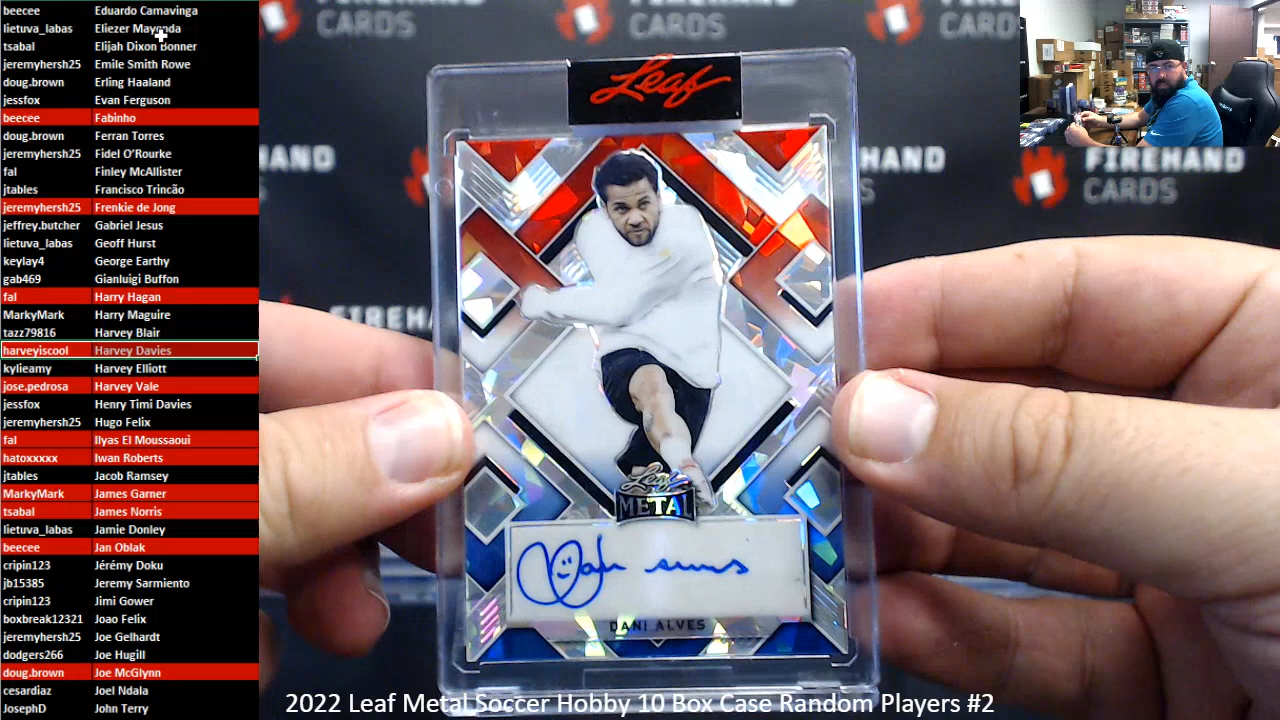 beecee Eduardo Camavinga
lietuva_labas Eliezer
tsabal Elijah Dixon Bonner
jeremyhersh25 Emile Smith Rowe
doug.brown Erling Haaland
jessfox Evan Ferguson
beecee Fabinho
doug.brown Ferran Torres
jeremyhersh25 Fidel O'Rourke
fal Finley McAllister
jtables Francisco Trincão
jeremyhersh25 Frenkie de Jong
jeffrey.butcher Gabriel Jesus
lietuva_labas Geoff Hurst
keylay4 George Earthy
gab469 Gianluigi Buffon
fal Harry Hagan
MarkyMark Harry Maguire
tazz79816 Harvey Blair
harveyiscool Harvey Davies
kylieamy Harvey Elliott
jose.pedrosa Harvey Vale
jessfox Henry Timi Davies
jeremyhersh25 Hugo Felix
fal Ilyas El Moussaoui
hatoxxxxx Iwan Roberts
jtables Jacob Ramsey
MarkyMark James Garner
tsabal James Norris
lietuva_labas Jamie Donley
beecee Jan Oblak
cripin123 Jérémy Doku
jb15385 Jeremy Sarmiento
cripin123 Jimi Gower
boxbreak12321 Joao Felix
jeremyhersh25 Joe Gelhardt
dodgers266 Joe Hugill
doug.brown Joe McGlynn
cesardiaz Joel Ndala
JosephD John Terry
FIREHAND
CARDS
Leaf
FIREHAND
CARDS
FIREHAND
CARDS
FIREHA
Leaf
METAL
DANI ALVES
2022 Leaf Metal Soccer Hobby 10 Box Case Random Players #2